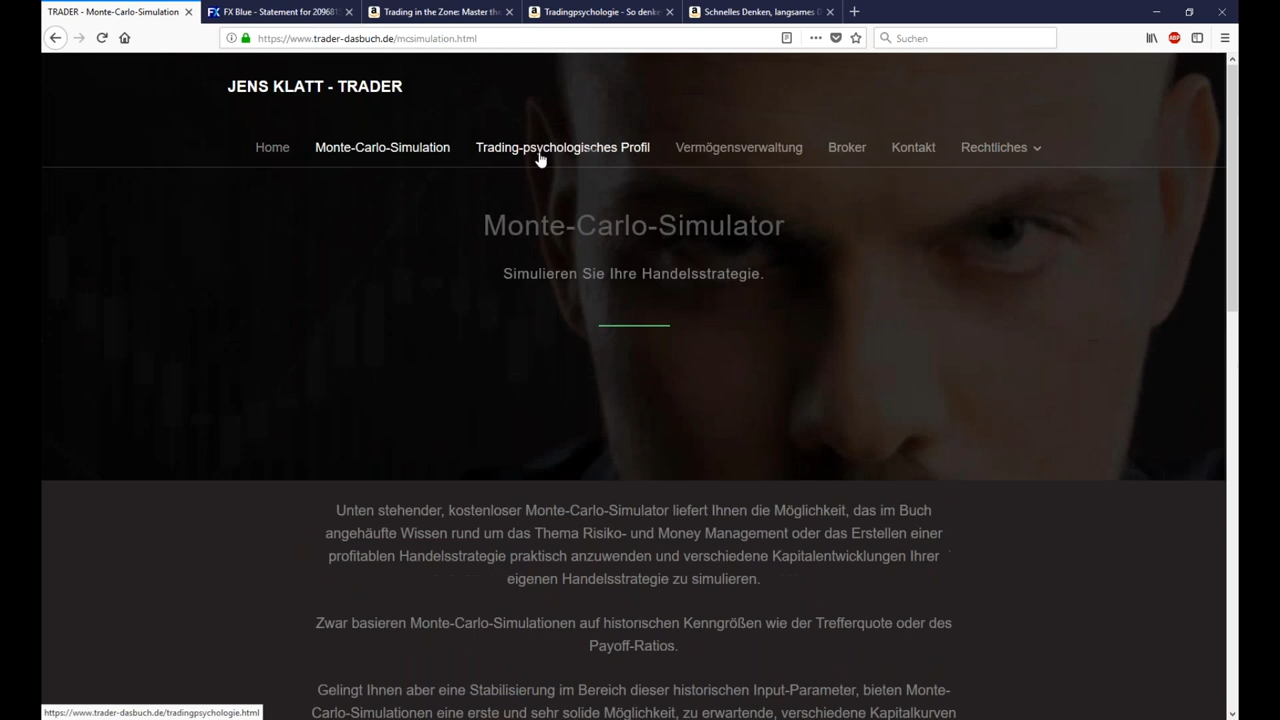 TRADER - Monte-Carlo-Simulation
FX Blue - Statement for 209681
Trading in the Zone: Master the
Tradingpsychologie - So denke
Schnelles Denken, langsames D
https://www.trader-dasbuch.de/mcsimulation.html
Suchen
ABP
JENS KLATT - TRADER
Home
Monte-Carlo-Simulation
Trading-psychologisches Profil
Vermögensverwaltung
Broker
Kontakt
Rechtliches
Monte-Carlo-Simulator
Simulieren Sie Ihre Handelsstrategie.
Unten stehender, kostenloser Monte-Carlo-Simulator liefert Ihnen die Möglichkeit, das im Buch
angehäufte Wissen rund um das Thema Risiko- und Money Management oder das Erstellen einer
profitablen Handelsstrategie praktisch anzuwenden und verschiedene Kapitalentwicklungen Ihrer
eigenen Handelsstrategie zu simulieren.
Zwar basieren Monte-Carlo-Simulationen auf historischen Kenngrößen wie der Trefferquote oder des
Payoff-Ratios.
Gelingt Ihnen aber eine Stabilisierung im Bereich dieser historischen Input-Parameter, bieten Monte-
Carlo-Simulationen eine erste und sehr solide Möglichkeit, zu erwartende, verschiedene Kapitalkurven
https://www.trader-dasbuch.de/tradingpsychologie.html